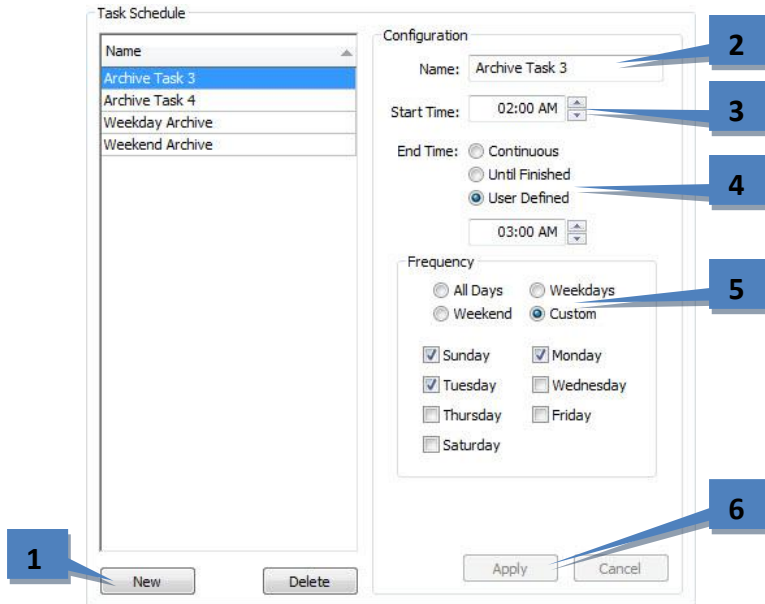 Task Schedule
Name
Archive Task 3
Archive Task 4
Weekday Archive
Weekend Archive
1
New
Delete
Configuration
2
Name: Archive Task 3
Start Time: 02:00 AM
3
End Time: Continuous
Until Finished
4
User Defined
03:00 AM
Frequency
All Days Weekdays
5
Weekend Custom
Sunday Monday
Tuesday Wednesday
Thursday Friday
Saturday
6
Apply Cancel